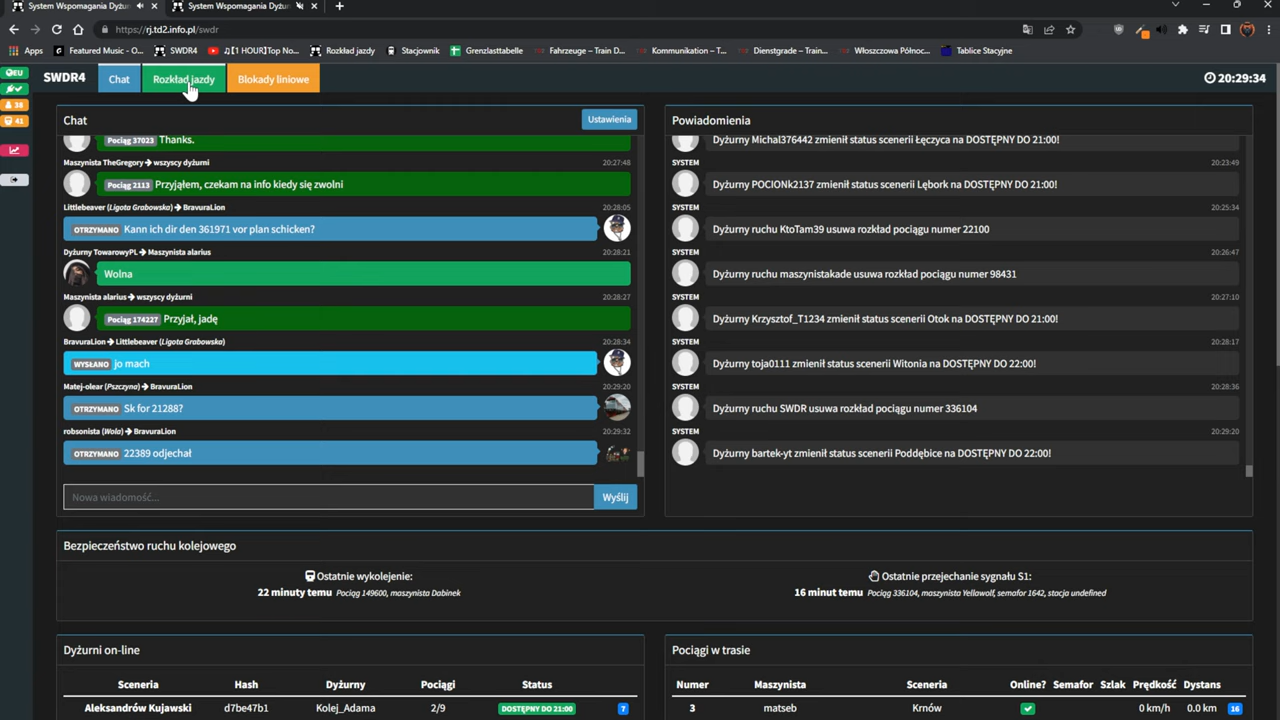 System Wspomagania Dyżur
System Wspomagania Dyżur
https://rj.td2.info.pl/swdr
Apps
Featured Music - O...
SWDR4
♫[1 HOUR]Top No...
Rozkład jazdy
Stacjownik
Grenzlasttabelle
Fahrzeuge – Train D...
Kommunikation – T...
Dienstgrade – Train...
Włoszczowa Północ...
Tablice Stacyjne
EU
38
41
SWDR4
Chat
Rozkład jazdy
Blokady liniowe
20:29:34
Chat
Ustawienia
Pociąg 37023 Thanks.
Maszynista TheGregory → wszyscy dyżurni 20:27:48
Pociąg 2113 Przyjąłem, czekam na info kiedy się zwolni
Littlebeaver (Ligota Grabowska) → BravuraLion 20:28:05
OTRZYMANO Kann ich dir den 361971 vor plan schicken?
Dyżurny TowarowyPL → Maszynista alarius 20:28:21
Wolna
Maszynista alarius → wszyscy dyżurni 20:28:27
Pociąg 174227 Przyjał, jadę
BravuraLion → Littlebeaver (Ligota Grabowska) 20:28:34
WYSŁANO jo mach
Matej-olear (Pszczyna) → BravuraLion 20:29:20
OTRZYMANO Sk for 21288?
robsonista (Wola) → BravuraLion 20:29:32
OTRZYMANO 22389 odjechał
Nowa wiadomość...
Wyślij
Powiadomienia
Dyżurny Michal376442 zmienił status scenerii Łęczyca na DOSTĘPNY DO 21:00!
SYSTEM 20:23:49
Dyżurny POCIONk2137 zmienił status scenerii Lębork na DOSTĘPNY DO 21:00!
SYSTEM 20:25:34
Dyżurny ruchu KtoTam39 usuwa rozkład pociągu numer 22100
SYSTEM 20:26:47
Dyżurny ruchu maszynistakade usuwa rozkład pociągu numer 98431
SYSTEM 20:27:10
Dyżurny Krzysztof_T1234 zmienił status scenerii Otok na DOSTĘPNY DO 21:00!
SYSTEM 20:28:17
Dyżurny toja0111 zmienił status scenerii Witonia na DOSTĘPNY DO 22:00!
SYSTEM 20:28:36
Dyżurny ruchu SWDR usuwa rozkład pociągu numer 336104
SYSTEM 20:29:20
Dyżurny bartek-yt zmienił status scenerii Poddębice na DOSTĘPNY DO 22:00!
Bezpieczeństwo ruchu kolejowego
Ostatnie wykolejenie:
22 minuty temu Pociąg 149600, maszynista Dabinek
Ostatnie przejechanie sygnału S1:
16 minut temu Pociąg 336104, maszynista Yellawolf, semafor 1642, stacja undefined
Dyżurni on-line
Sceneria Hash Dyżurny Pociągi Status
Aleksandrów Kujawski d7be47b1 Kolej_Adama 2/9 DOSTĘPNY DO 21:00 7
Pociągi w trasie
Numer Maszynista Sceneria Online? Semafor Szlak Prędkość Dystans
3 matseb Krnów 0 km/h 0.0 km 16